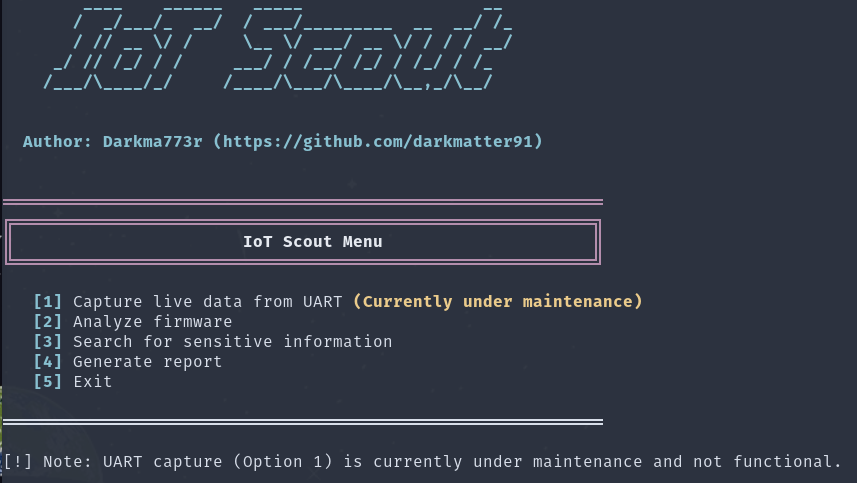 IoT Scout
Author: Darkma773r (https://github.com/darkmatter91)
IoT Scout Menu
[1] Capture live data from UART (Currently under maintenance)
[2] Analyze firmware
[3] Search for sensitive information
[4] Generate report
[5] Exit
[!] Note: UART capture (Option 1) is currently under maintenance and not functional.